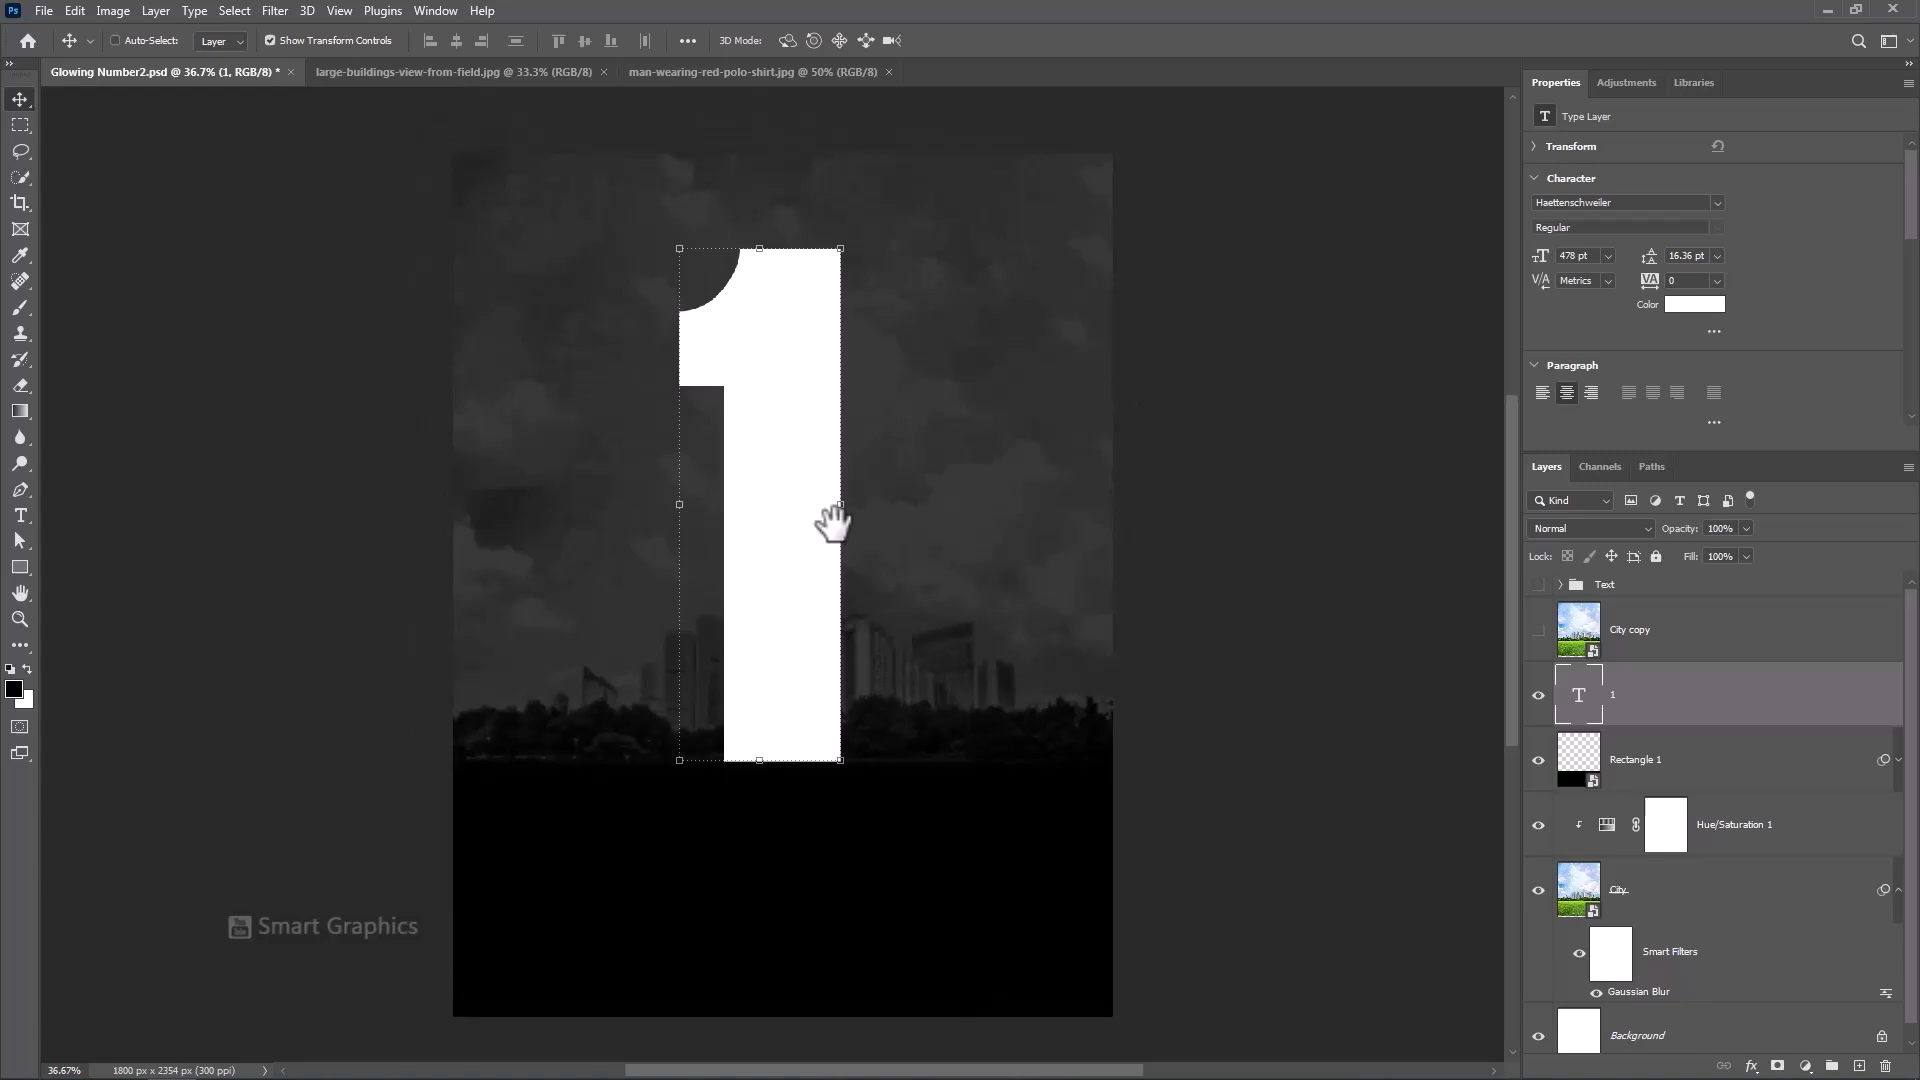 Ps File Edit Image Layer Type Select Filter 3D View Plugins Window Help
Auto-Select: Layer Show Transform Controls 3D Mode:
Glowing Number2.psd @ 36.7% (1, RGB/8) * large-buildings-view-from-field.jpg @ 33.3% (RGB/8) man-wearing-red-polo-shirt.jpg @ 50% (RGB/8)
Properties Adjustments Libraries
T Type Layer
Transform
Character
Haettenschweiler
Regular
478 pt 16.36 pt
Metrics 0
Color
Paragraph
1
Layers Channels Paths
Kind
Normal Opacity: 100%
Lock: Fill: 100%
Text
City copy
T 1
Rectangle 1
Hue/Saturation 1
City
Smart Filters
Gaussian Blur
Background
You Tube Smart Graphics
36.67% 1800 px x 2354 px (300 ppi)
fx